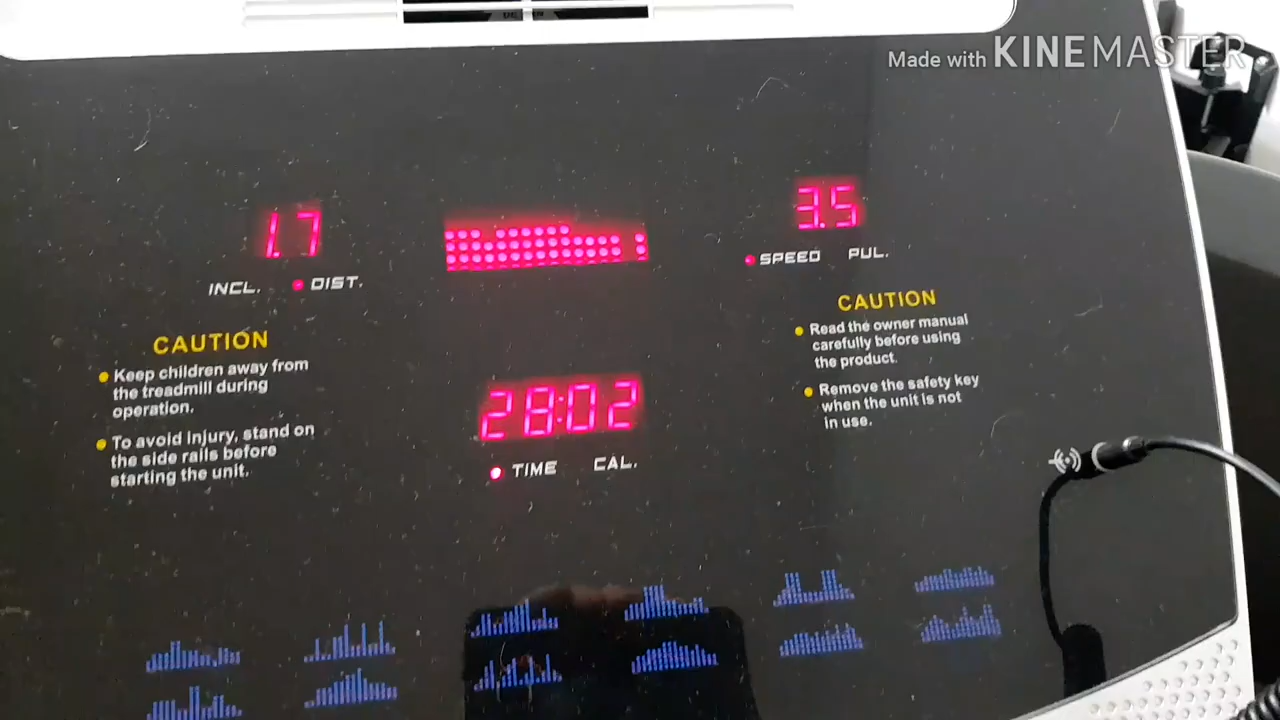 Made with KINEMASTER
1.7
3.5
INCL. DIST.
SPEED PUL.
CAUTION
Keep children away from
the treadmill during
operation.
To avoid injury, stand on
the side rails before
starting the unit.
28:02
TIME CAL.
CAUTION
Read the owner manual
carefully before using
the product.
Remove the safety key
when the unit is not
in use.